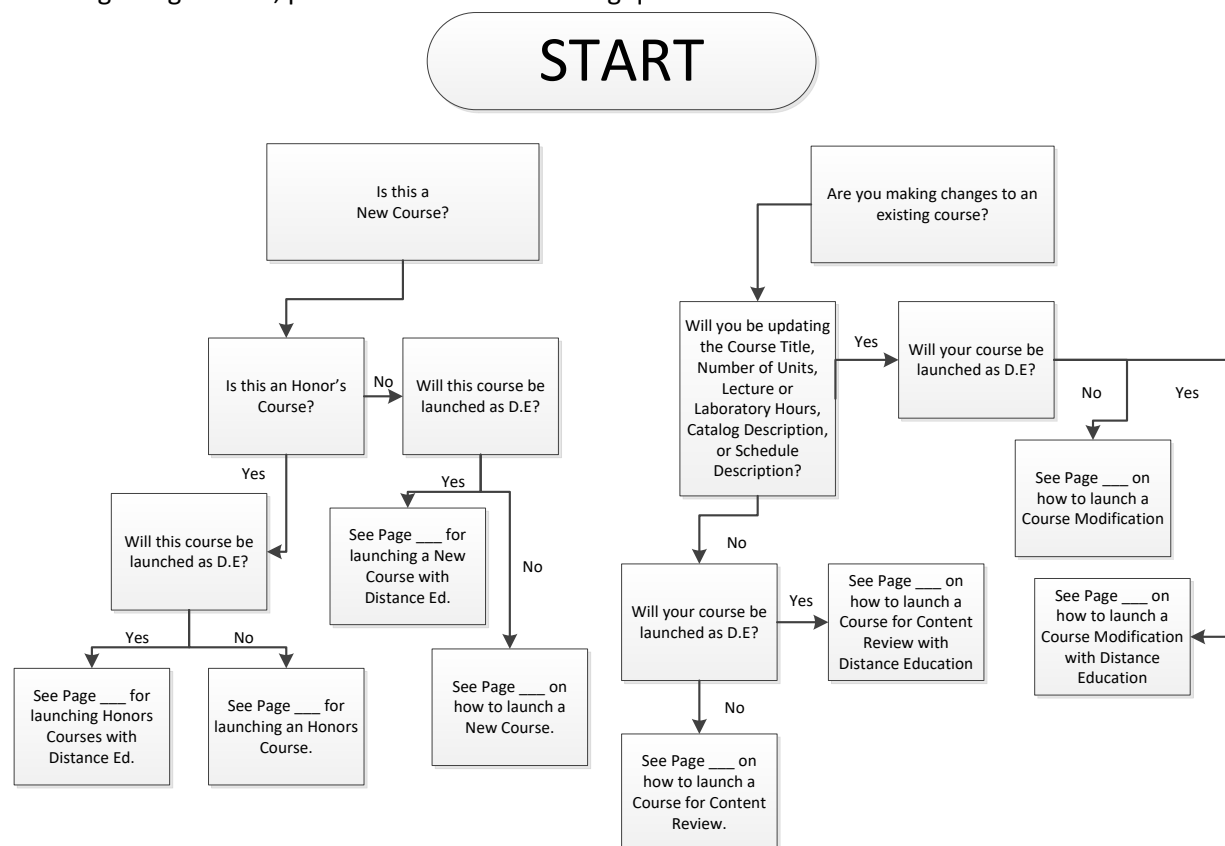 START
Is this a
New Course?
Are you making changes to an
existing course?
Is this an Honor's
Course?
No
Will this course be
launched as D.E?
Will you be updating
the Course Title,
Number of Units,
Lecture or
Laboratory Hours,
Catalog Description,
or Schedule
Description?
Yes
Will your course be
launched as D.E?
No
Yes
See Page ___ on
how to launch a
Course Modification
Yes
Will this course be
launched as D.E?
Yes
See Page ___ for
launching a New
Course with
Distance Ed.
No
No
Will your course be
launched as D.E?
Yes
See Page ___ on
how to launch a
Course for Content
Review with
Distance Education
See Page ___ on
how to launch a
Course Modification
with Distance
Education
Yes
No
See Page ___ for
launching Honors
Courses with
Distance Ed.
See Page ___ for
launching an Honors
Course.
See Page ___ on
how to launch a
New Course.
No
See Page ___ on
how to launch a
Course for Content
Review.